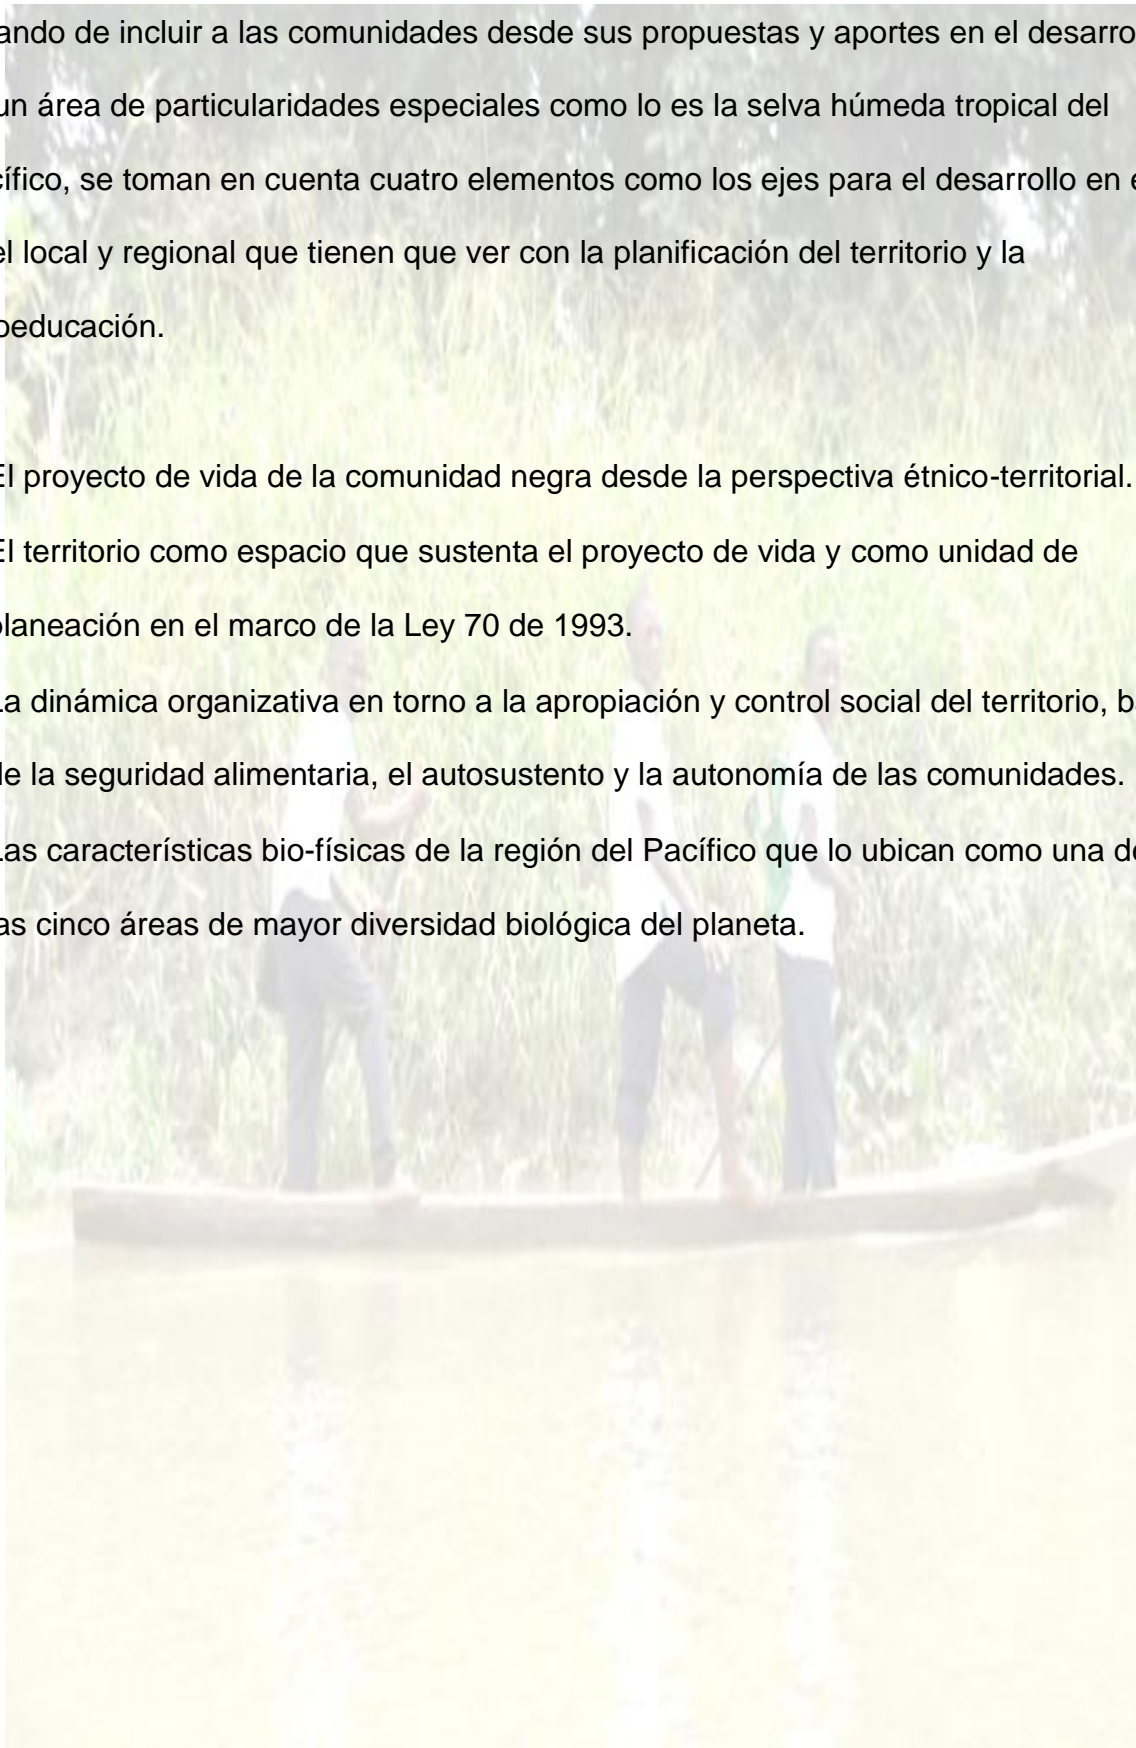 ando de incluir a las comunidades desde sus propuestas y aportes en el desarro
un área de particularidades especiales como lo es la selva húmeda tropical del
cífico, se toman en cuenta cuatro elementos como los ejes para el desarrollo en e
el local y regional que tienen que ver con la planificación del territorio y la
oeducación.
El proyecto de vida de la comunidad negra desde la perspectiva étnico-territorial.
El territorio como espacio que sustenta el proyecto de vida y como unidad de
planeación en el marco de la Ley 70 de 1993.
La dinámica organizativa en torno a la apropiación y control social del territorio, ba
de la seguridad alimentaria, el autosustento y la autonomía de las comunidades.
Las características bio-físicas de la región del Pacífico que lo ubican como una de
las cinco áreas de mayor diversidad biológica del planeta.